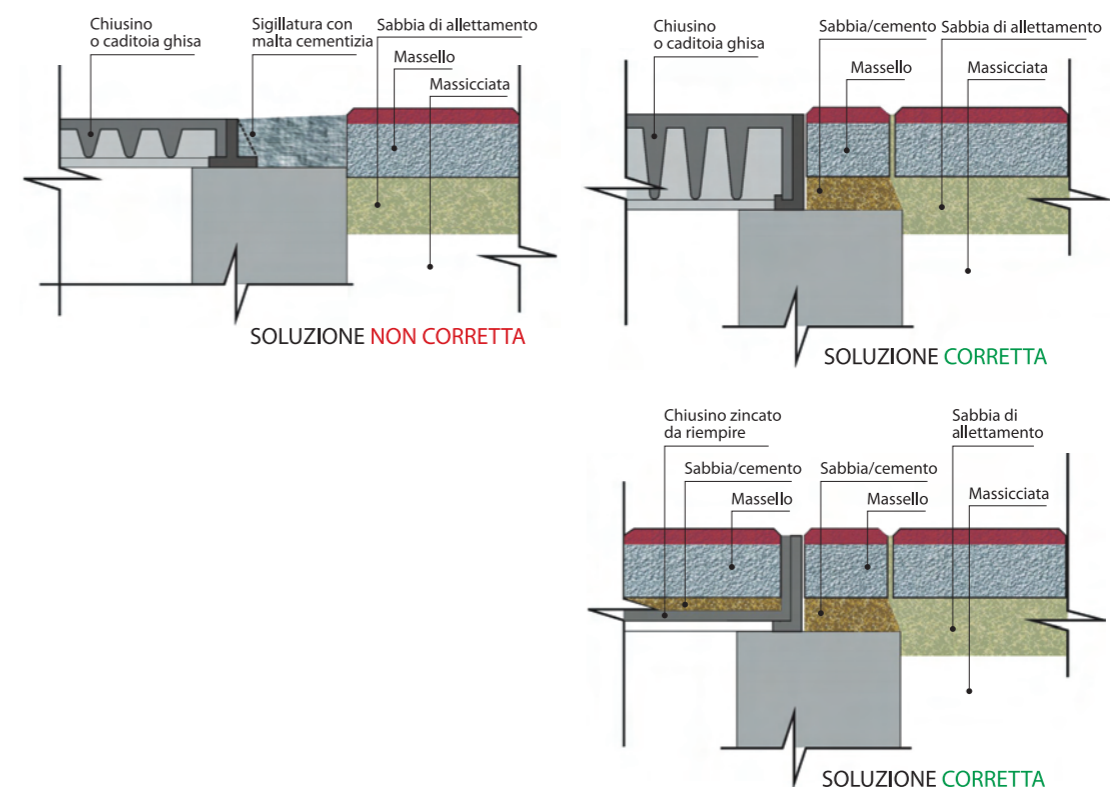 Chiusino
o caditoia ghisa
Sigillatura con
malta cementizia
Sabbia di allettamento
Massello
Massicciata
SOLUZIONE NON CORRETTA
Chiusino
o caditoia ghisa
Sabbia/cemento
Sabbia di allettamento
Massello
Massicciata
SOLUZIONE CORRETTA
Chiusino zincato
da riempire
Sabbia di
allettamento
Sabbia/cemento
Sabbia/cemento
Massello
Massello
Massicciata
SOLUZIONE CORRETTA